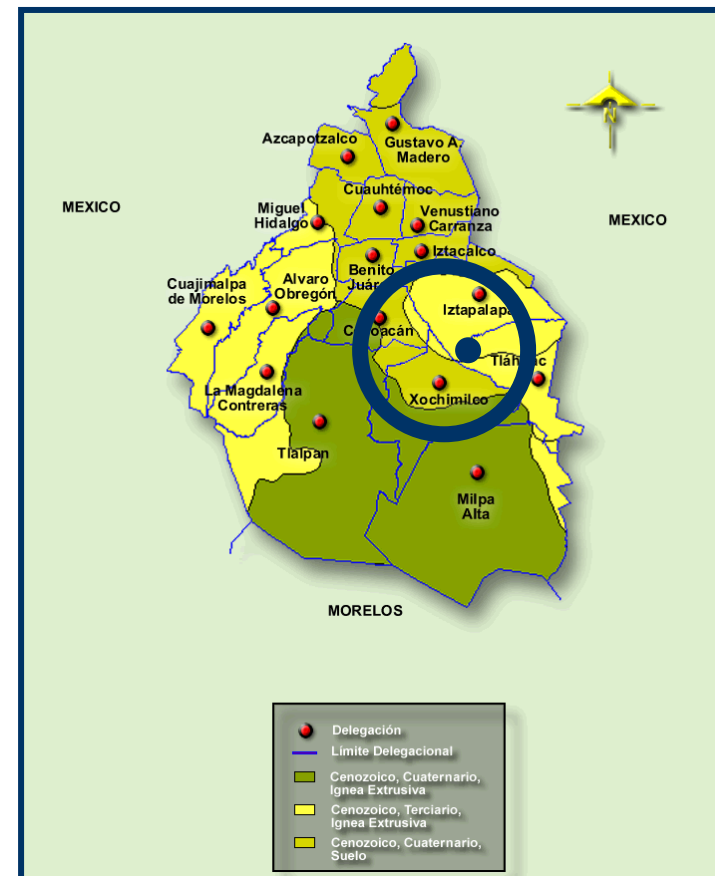 Azcapotzalco
Gustavo A.
Madero
Cuauhtémoc
MEXICO
Miguel
Hidalgo
Venustiano
Carranza
MEXICO
Iztacalco
Benito
Cuajimalpa
de Morelos
Alvaro
Obregón
Iztapalapa
La Magdalena
Contreras
Xochimilco
Tlalpan
Milpa
Alta
MORELOS
N
Delegación
Límite Delegacional
Cenozoico, Cuaternario,
Ignea Extrusiva
Cenozoico, Terciario,
Ignea Extrusiva
Cenozoico, Cuaternario,
Suelo